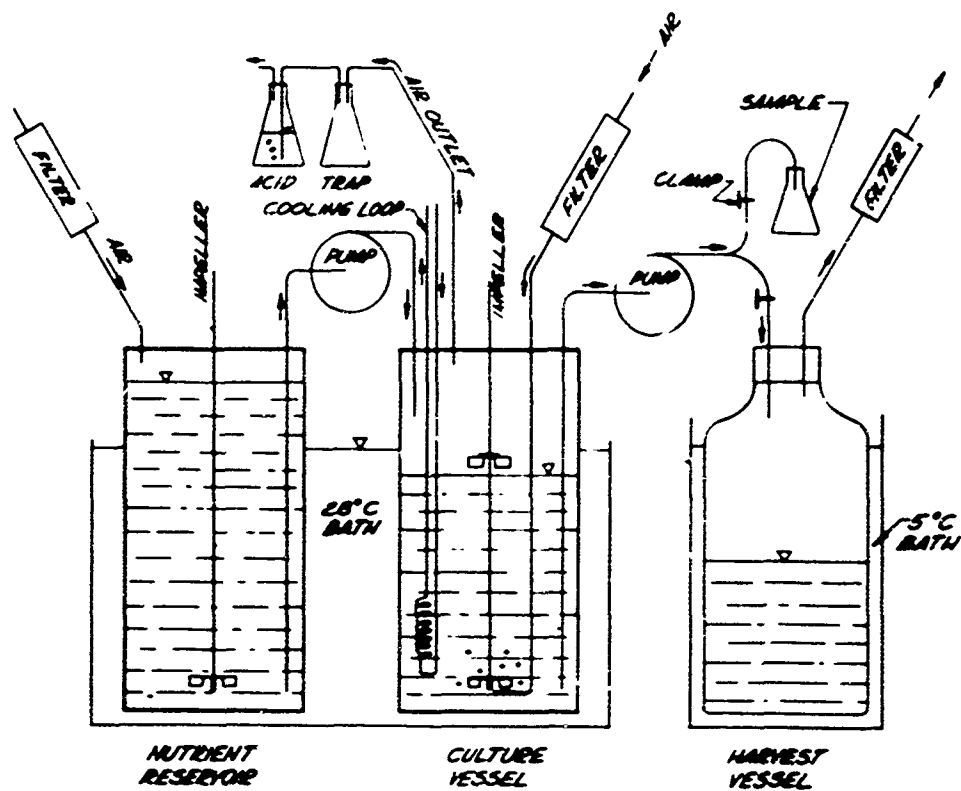 AIR
SAMPLE
AIR OUTLET
FILTER
ACID
TRAP
CLAMP
FILTER
FILTER
COOLING LOOP
AIR
IMPELLER
PUMP
IMPELLER
PUMP
28°C
BATH
5°C
BATH
NUTRIENT
RESERVOIR
CULTURE
VESSEL
HARVEST
VESSEL